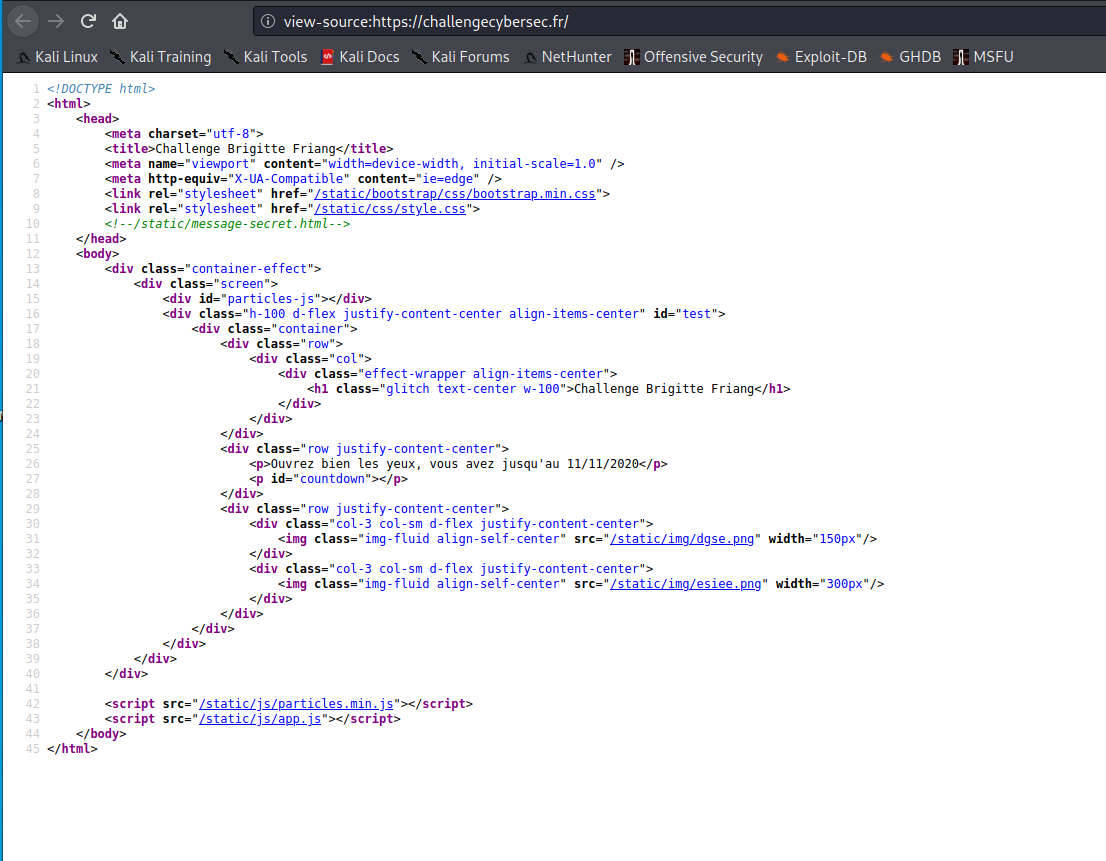 view-source:https://challengecybersec.fr/
Kali Linux Kali Training Kali Tools Kali Docs Kali Forums NetHunter Offensive Security Exploit-DB GHDB MSFU
1 <!DOCTYPE html>
2 <html>
3 <head>
4 <meta charset="utf-8">
5 <title>Challenge Brigitte Friang</title>
6 <meta name="viewport" content="width=device-width, initial-scale=1.0" />
7 <meta http-equiv="X-UA-Compatible" content="ie=edge" />
8 <link rel="stylesheet" href="/static/bootstrap/css/bootstrap.min.css">
9 <link rel="stylesheet" href="/static/css/style.css">
10 <!--/static/message-secret.html-->
11 </head>
12 <body>
13 <div class="container-effect">
14 <div class="screen">
15 <div id="particles-js"></div>
16 <div class="h-100 d-flex justify-content-center align-items-center" id="test">
17 <div class="container">
18 <div class="row">
19 <div class="col">
20 <div class="effect-wrapper align-items-center">
21 <h1 class="glitch text-center w-100">Challenge Brigitte Friang</h1>
22 </div>
23 </div>
24 </div>
25 <div class="row justify-content-center">
26 <p>Ouvrez bien les yeux, vous avez jusqu'au 11/11/2020</p>
27 <p id="countdown"></p>
28 </div>
29 <div class="row justify-content-center">
30 <div class="col-3 col-sm d-flex justify-content-center">
31 <img class="img-fluid align-self-center" src="/static/img/dgse.png" width="150px"/>
32 </div>
33 <div class="col-3 col-sm d-flex justify-content-center">
34 <img class="img-fluid align-self-center" src="/static/img/esiee.png" width="300px"/>
35 </div>
36 </div>
37 </div>
38 </div>
39 </div>
40 </div>
41
42 <script src="/static/js/particles.min.js"></script>
43 <script src="/static/js/app.js"></script>
44 </body>
45 </html>